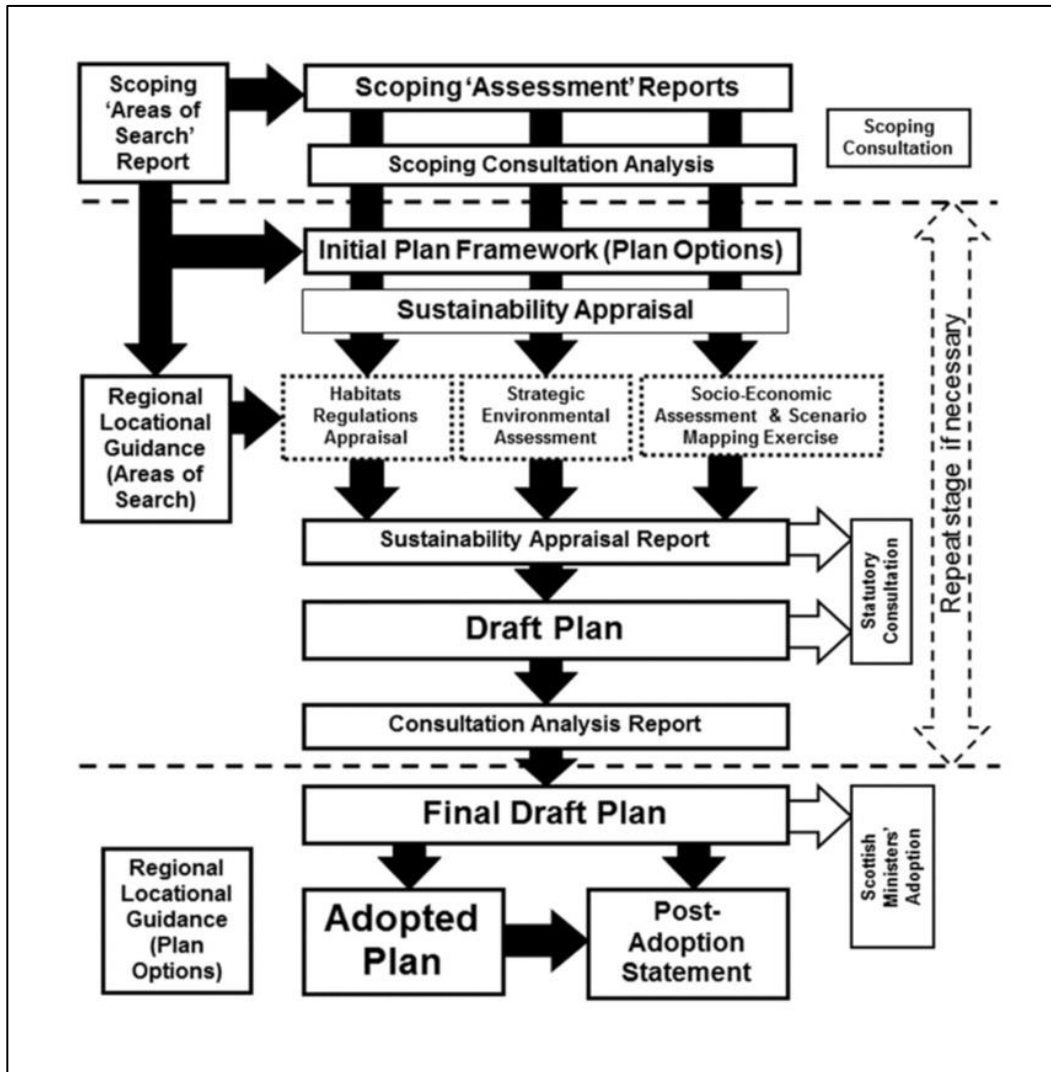 Scoping
‘Areas of
Search’
Report
Scoping ‘Assessment’ Reports
Scoping Consultation Analysis
Scoping
Consultation
Initial Plan Framework (Plan Options)
Sustainability Appraisal
Regional
Locational
Guidance
(Areas of
Search)
Habitats
Regulations
Appraisal
Strategic
Environmental
Assessment
Socio-Economic
Assessment & Scenario
Mapping Exercise
Repeat stage if necessary
Sustainability Appraisal Report
Statutory
Consultation
Draft Plan
Consultation Analysis Report
Final Draft Plan
Scottish
Ministers’
Adoption
Regional
Locational
Guidance
(Plan
Options)
Adopted
Plan
Post-
Adoption
Statement